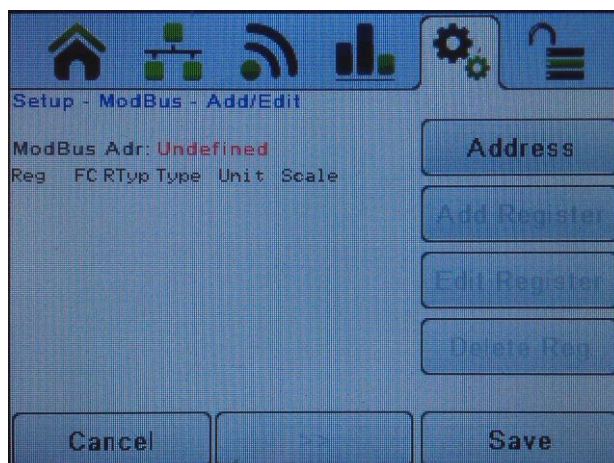 Setup - ModBus - Add/Edit
ModBus Adr: Undefined
Reg FC RTyp Type Unit Scale
Address
Add Register
Edit Register
Delete Reg
Cancel
>>
Save